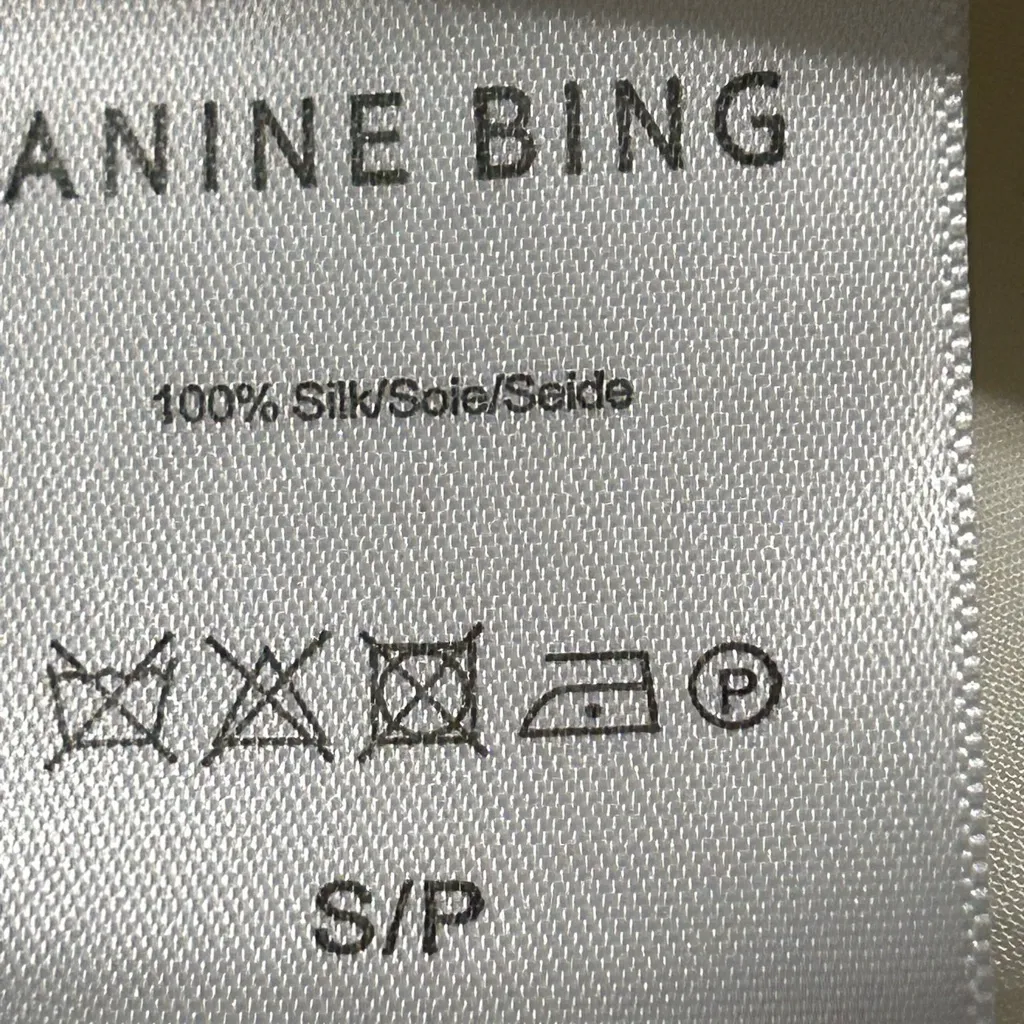 ANINE BING
100% Silk/Soie/Seide
P
S/P